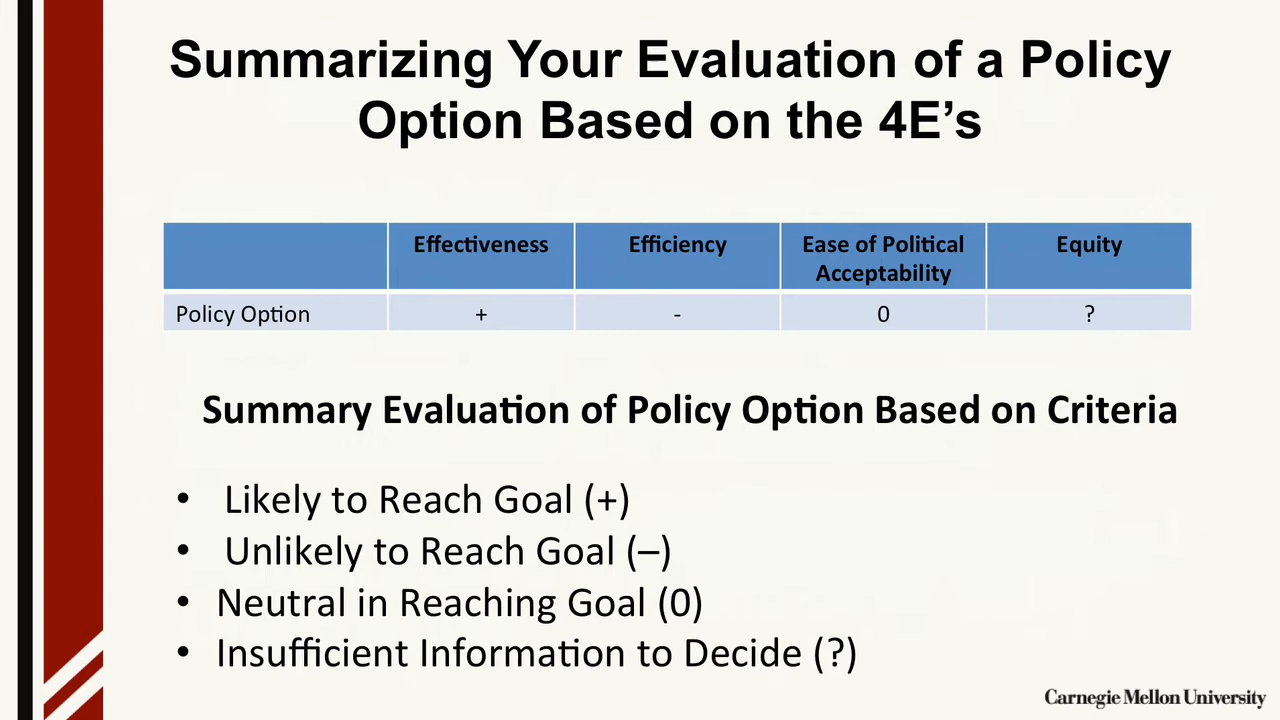 Summarizing Your Evaluation of a Policy
Option Based on the 4E’s
Effectiveness Efficiency Ease of Political Acceptability Equity
Policy Option + - 0 ?
Summary Evaluation of Policy Option Based on Criteria
• Likely to Reach Goal (+)
• Unlikely to Reach Goal (–)
• Neutral in Reaching Goal (0)
• Insufficient Information to Decide (?)
Carnegie Mellon University